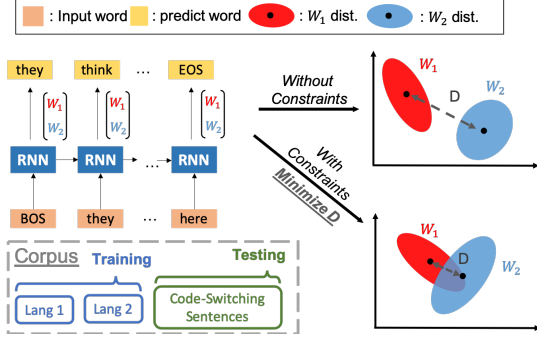 : Input word : predict word : W₁ dist. : W₂ dist.
they think ... EOS
W₁ W₁ W₁
W₂ W₂ W₂
RNN RNN ... RNN
BOS they ... here
Without
Constraints
With
Constraints
Minimize D
W₁
D
W₂
W₁
D
W₂
Corpus
Training
Testing
Lang 1
Lang 2
Code-Switching
Sentences